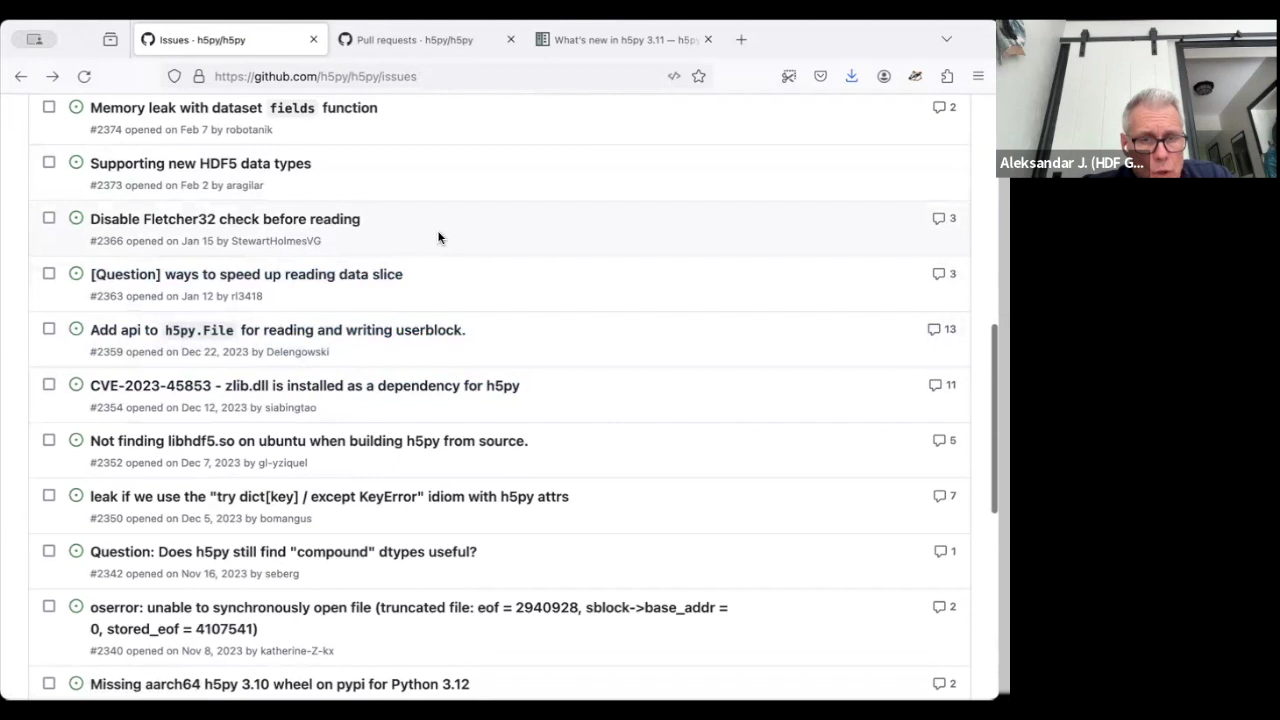 Issues · h5py/h5py
Pull requests · h5py/h5py
What's new in h5py 3.11 — h5p
https://github.com/h5py/h5py/issues
Aleksandar J. (HDF G...
Memory leak with dataset fields function
2
#2374 opened on Feb 7 by robotanik
Supporting new HDF5 data types
#2373 opened on Feb 2 by aragilar
Disable Fletcher32 check before reading
3
#2366 opened on Jan 15 by StewartHolmesVG
[Question] ways to speed up reading data slice
3
#2363 opened on Jan 12 by rl3418
Add api to h5py.File for reading and writing userblock.
13
#2359 opened on Dec 22, 2023 by Delengowski
CVE-2023-45853 - zlib.dll is installed as a dependency for h5py
11
#2354 opened on Dec 12, 2023 by siabingtao
Not finding libhdf5.so on ubuntu when building h5py from source.
5
#2352 opened on Dec 7, 2023 by gl-yziquel
leak if we use the "try dict[key] / except KeyError" idiom with h5py attrs
7
#2350 opened on Dec 5, 2023 by bomangus
Question: Does h5py still find "compound" dtypes useful?
1
#2342 opened on Nov 16, 2023 by seberg
oserror: unable to synchronously open file (truncated file: eof = 2940928, sblock->base_addr =
0, stored_eof = 4107541)
2
#2340 opened on Nov 8, 2023 by katherine-Z-kx
Missing aarch64 h5py 3.10 wheel on pypi for Python 3.12
2